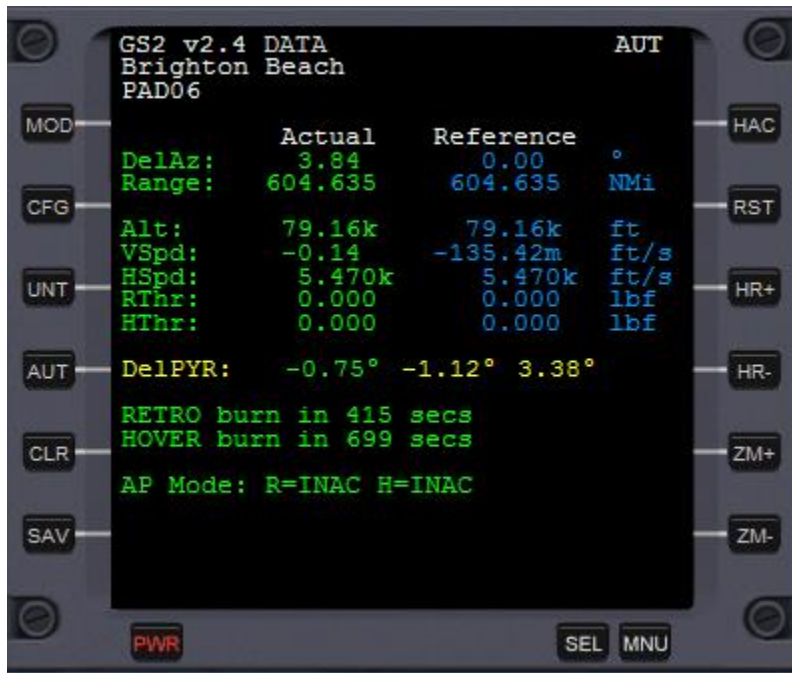 GS2 v2.4 DATA AUT
Brighton Beach
PAD06
MOD HAC
Actual Reference
DelAz: 3.84 0.00 °
Range: 604.635 604.635 NMi
CFG RST
Alt: 79.16k 79.16k ft
VSpd: -0.14 -135.42m ft/s
HSpd: 5.470k 5.470k ft/s
UNT HR+
RThr: 0.000 0.000 lbf
HThr: 0.000 0.000 lbf
AUT HR-
DelPYR: -0.75° -1.12° 3.38°
RETRO burn in 415 secs
HOVER burn in 699 secs
CLR ZM+
AP Mode: R=INAC H=INAC
SAV ZM-
PWR SEL MNU